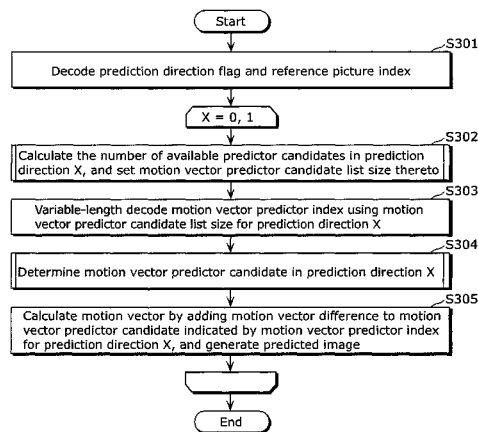 Start
S301
Decode prediction direction flag and reference picture index
X = 0, 1
S302
Calculate the number of available predictor candidates in prediction
direction X, and set motion vector predictor candidate list size thereto
S303
Variable-length decode motion vector predictor index using motion
vector predictor candidate list size for prediction direction X
S304
Determine motion vector predictor candidate in prediction direction X
S305
Calculate motion vector by adding motion vector difference to motion
vector predictor candidate indicated by motion vector predictor index
for prediction direction X, and generate predicted image
End